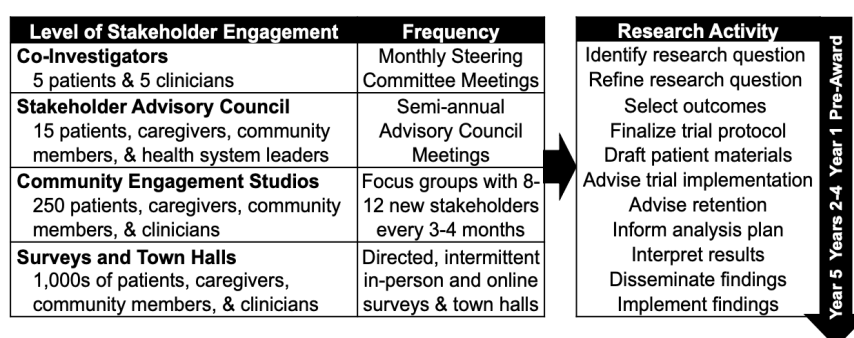 Level of Stakeholder Engagement
Frequency
Co-Investigators
5 patients & 5 clinicians
Monthly Steering
Committee Meetings
Stakeholder Advisory Council
15 patients, caregivers, community
members, & health system leaders
Semi-annual
Advisory Council
Meetings
Community Engagement Studios
250 patients, caregivers, community
members, & clinicians
Focus groups with 8-
12 new stakeholders
every 3-4 months
Surveys and Town Halls
1,000s of patients, caregivers,
community members, & clinicians
Directed, intermittent
in-person and online
surveys & town halls
Research Activity
Identify research question
Refine research question
Select outcomes
Finalize trial protocol
Draft patient materials
Advise trial implementation
Advise retention
Inform analysis plan
Interpret results
Disseminate findings
Implement findings
Year 5 Years 2-4 Year 1 Pre-Award